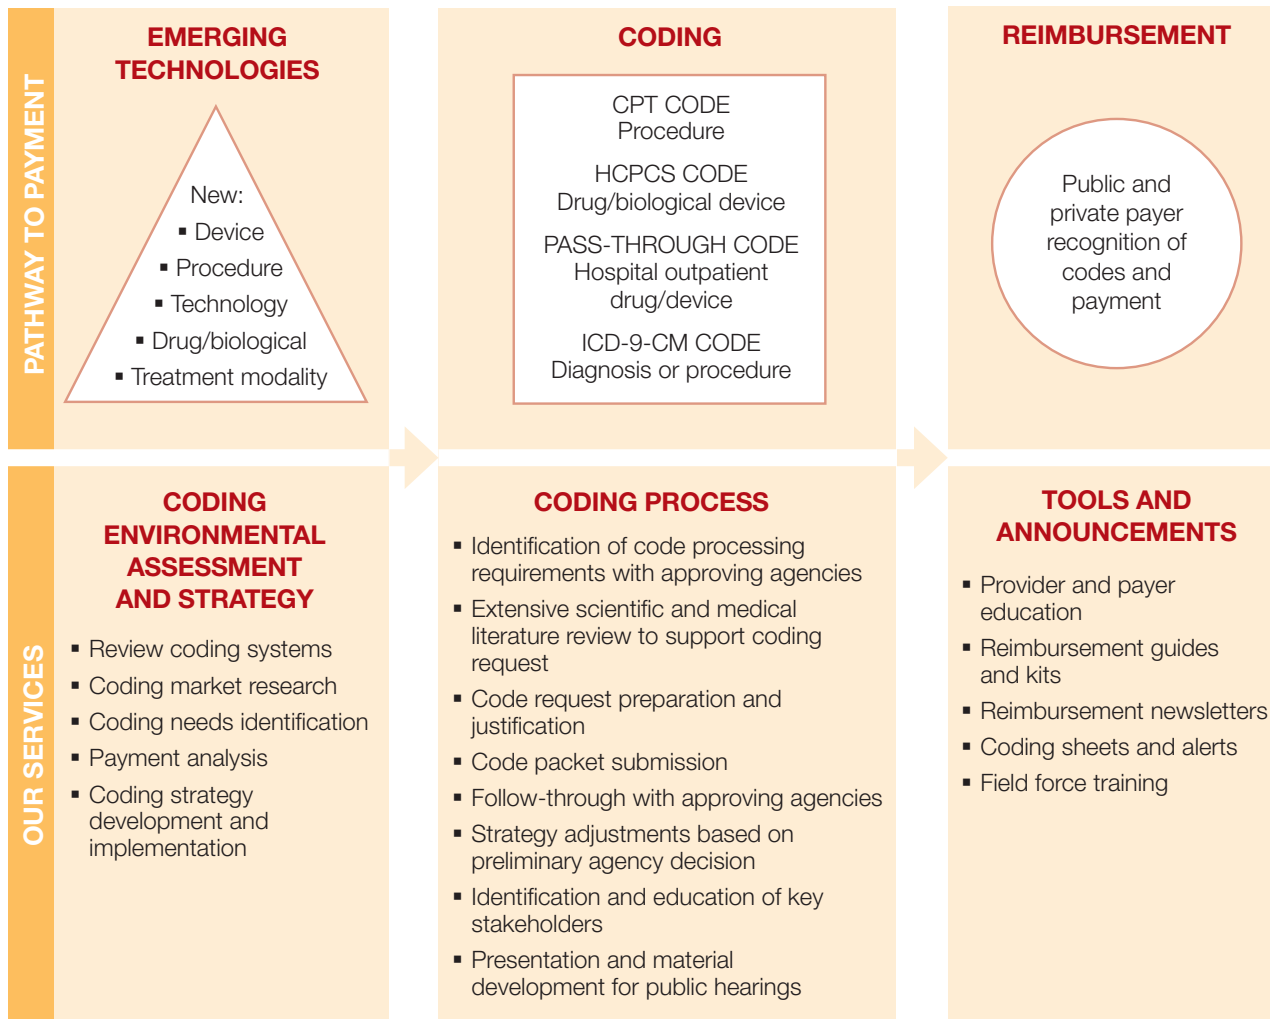 PATHWAY TO PAYMENT
EMERGING
TECHNOLOGIES
New:
▪ Device
▪ Procedure
▪ Technology
▪ Drug/biological
▪ Treatment modality
CODING
CPT CODE
Procedure
HCPCS CODE
Drug/biological device
PASS-THROUGH CODE
Hospital outpatient
drug/device
ICD-9-CM CODE
Diagnosis or procedure
REIMBURSEMENT
Public and
private payer
recognition of
codes and
payment
OUR SERVICES
CODING
ENVIRONMENTAL
ASSESSMENT
AND STRATEGY
▪ Review coding systems
▪ Coding market research
▪ Coding needs identification
▪ Payment analysis
▪ Coding strategy
development and
implementation
CODING PROCESS
▪ Identification of code processing
requirements with approving agencies
▪ Extensive scientific and medical
literature review to support coding
request
▪ Code request preparation and
justification
▪ Code packet submission
▪ Follow-through with approving agencies
▪ Strategy adjustments based on
preliminary agency decision
▪ Identification and education of key
stakeholders
▪ Presentation and material
development for public hearings
TOOLS AND
ANNOUNCEMENTS
▪ Provider and payer
education
▪ Reimbursement guides
and kits
▪ Reimbursement newsletters
▪ Coding sheets and alerts
▪ Field force training